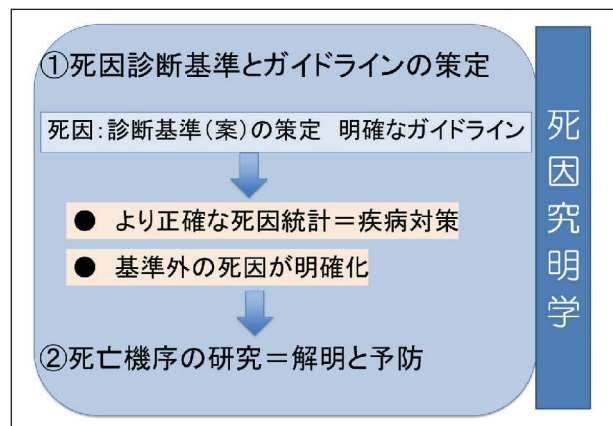 ①死因診断基準とガイドラインの策定
死因:診断基準(案)の策定 明確なガイドライン
● より正確な死因統計=疾病対策
● 基準外の死因が明確化
②死亡機序の研究=解明と予防
死因究明学